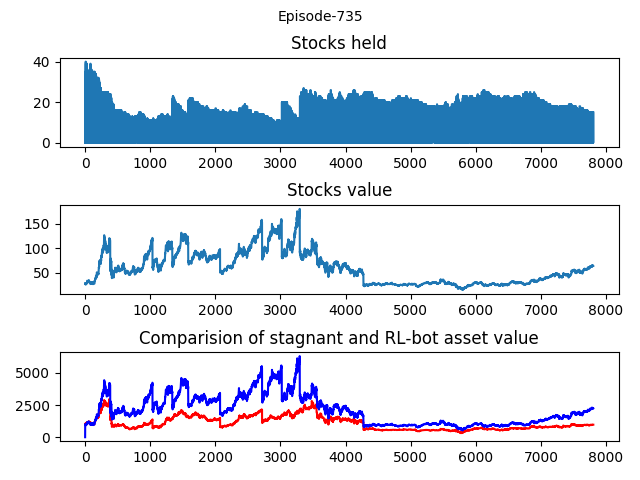 Episode-735
Stocks held
40
20
0
0 1000 2000 3000 4000 5000 6000 7000 8000
Stocks value
150
100
50
0 1000 2000 3000 4000 5000 6000 7000 8000
Comparision of stagnant and RL-bot asset value
5000
2500
0
0 1000 2000 3000 4000 5000 6000 7000 8000